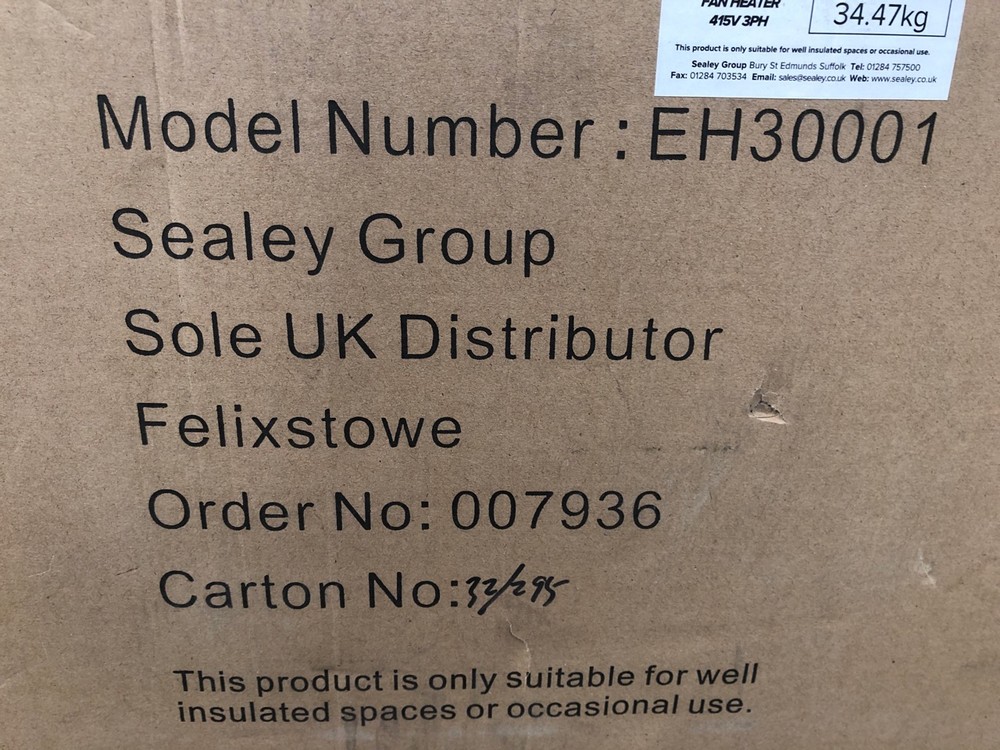 FAN HEATER
415V 3PH
34.47kg
This product is only suitable for well insulated spaces or occasional use.
Sealey Group Bury St Edmunds Suffolk Tel: 01284 757500
Fax: 01284 703534 Email: sales@sealey.co.uk Web: www.sealey.co.uk
Model Number : EH30001
Sealey Group
Sole UK Distributor
Felixstowe
Order No: 007936
Carton No: 33/295
This product is only suitable for well
insulated spaces or occasional use.